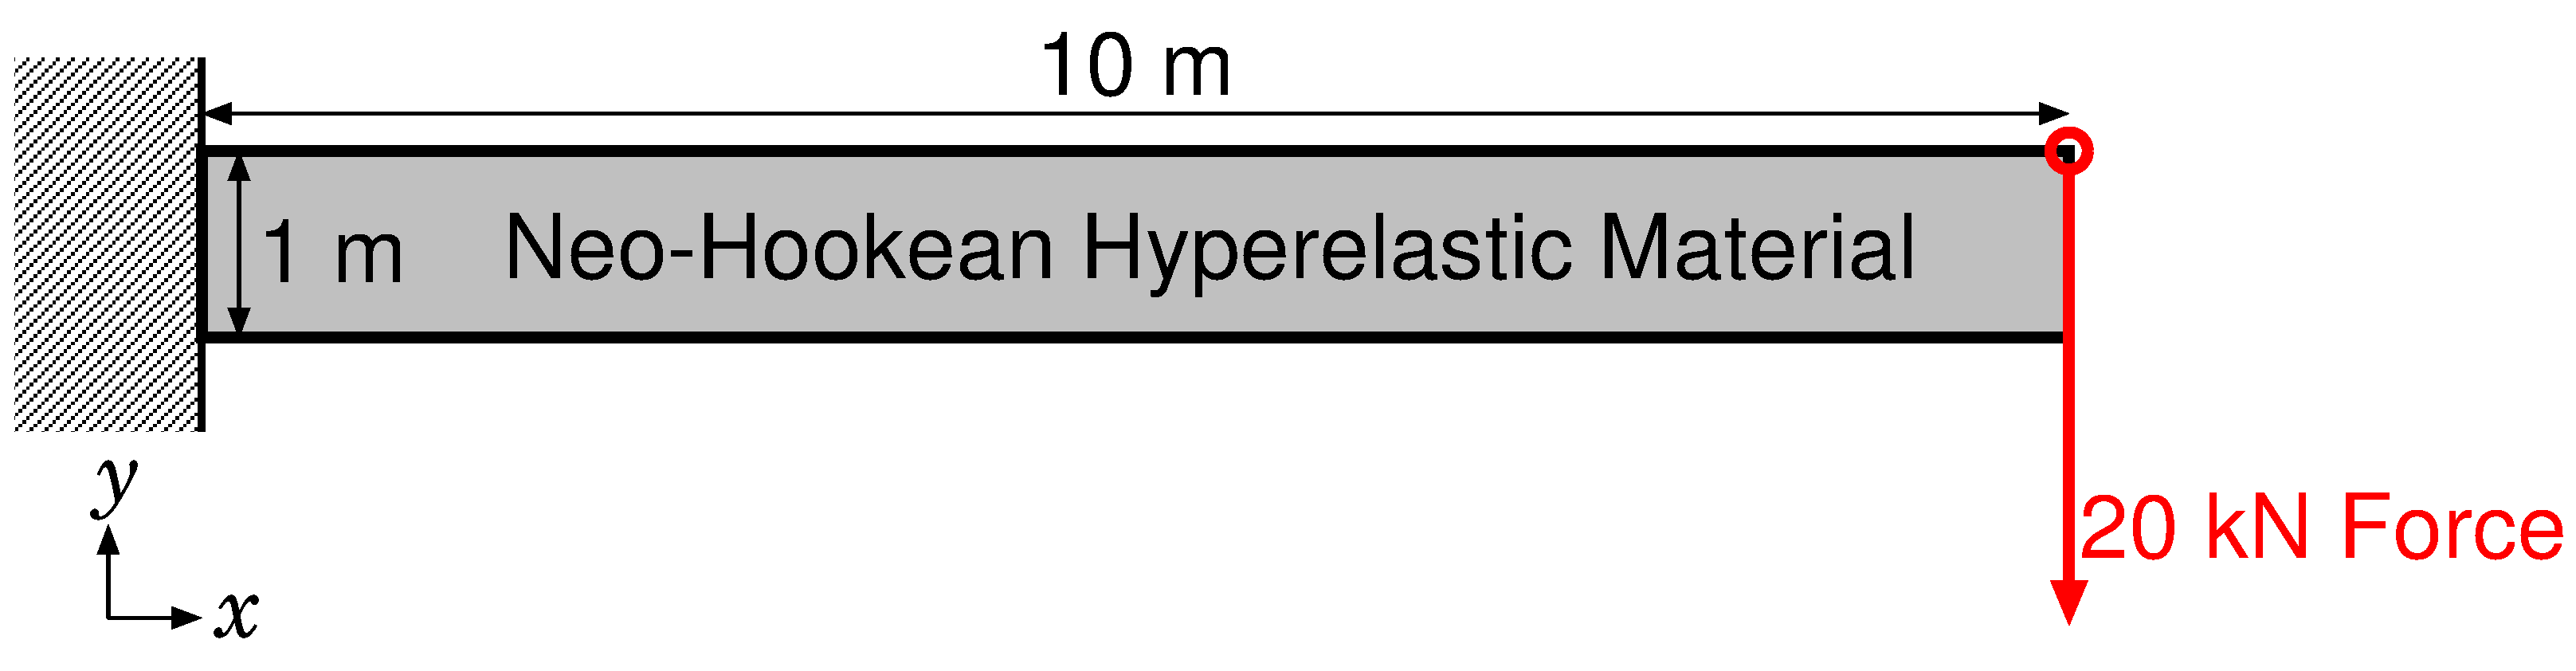 10 m
1 m
Neo-Hookean Hyperelastic Material
y
x
20 kN Force